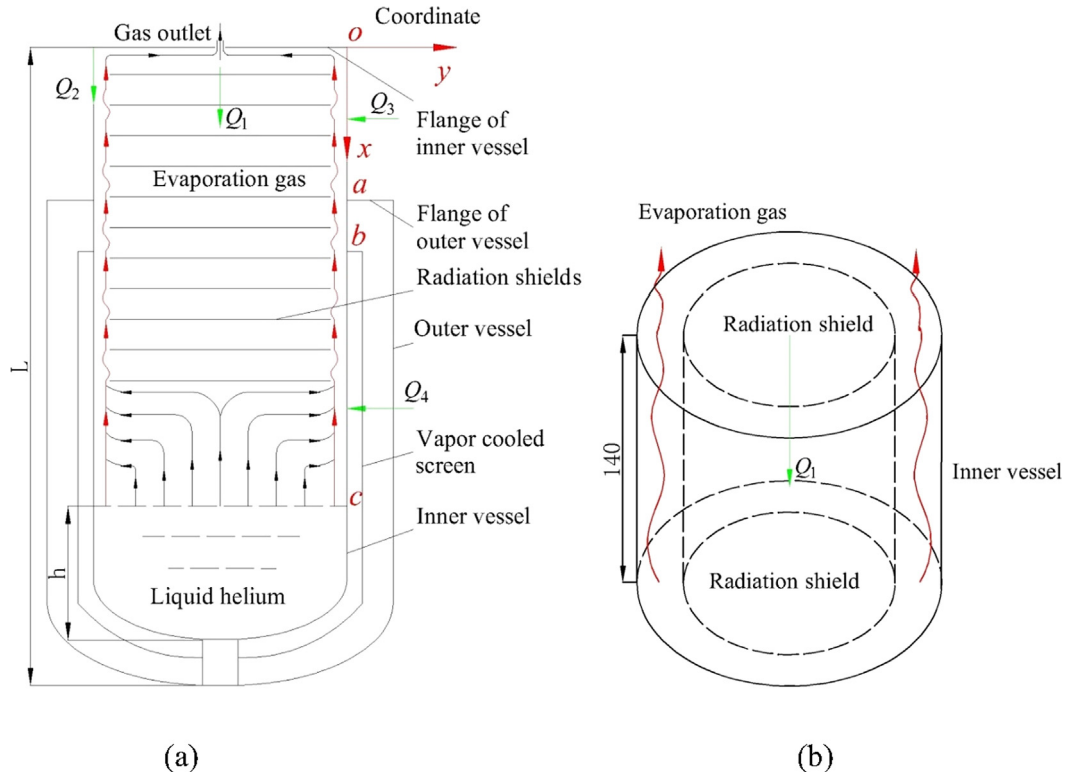 Coordinate
Gas outlet
o
y
Q2
Q1
Q3
x
Flange of
inner vessel
Evaporation gas
a
Flange of
outer vessel
b
Radiation shields
Outer vessel
L
Q4
Vapor cooled
screen
c
Inner vessel
h
Liquid helium
(a)
Evaporation gas
Radiation shield
140
Q1
Inner vessel
Radiation shield
(b)